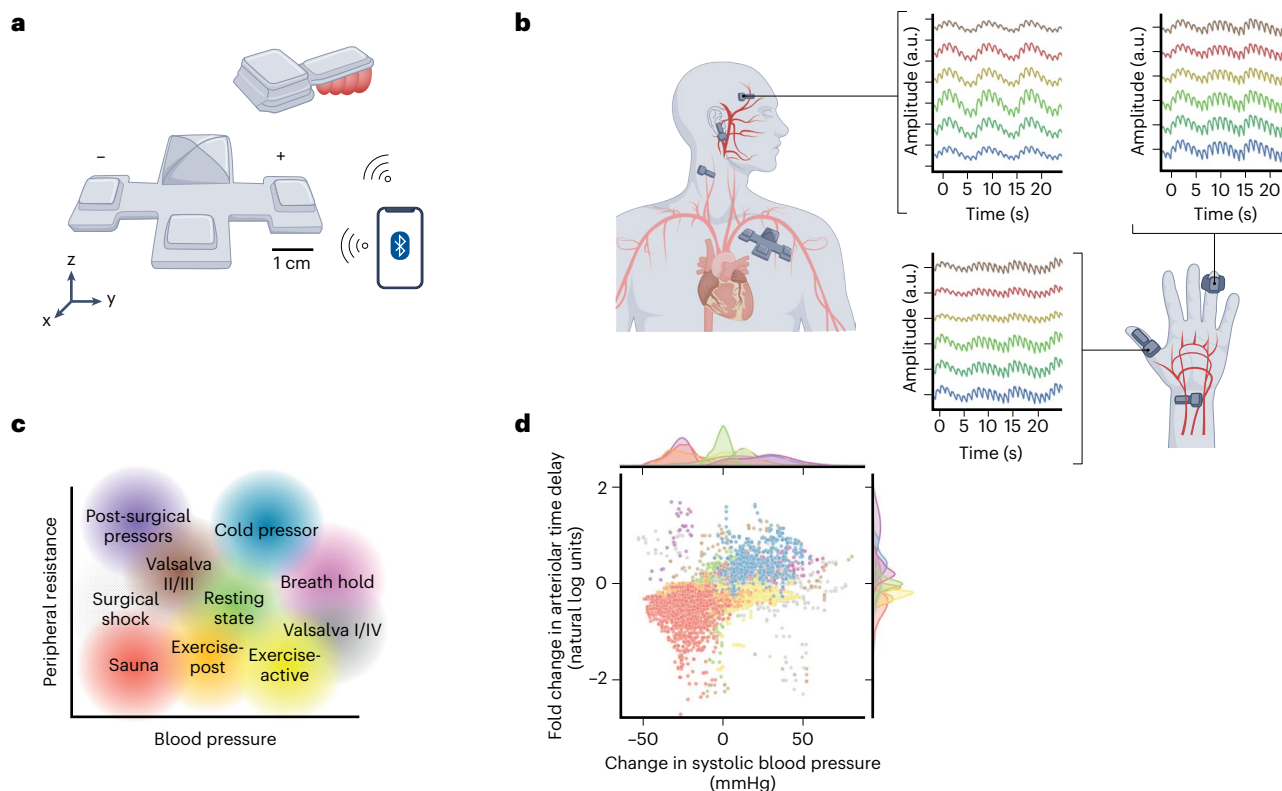 a
–
+
1 cm
z
y
x
b
Amplitude (a.u.)
0 5 10 15 20
Time (s)
Amplitude (a.u.)
0 5 10 15 20
Time (s)
Amplitude (a.u.)
0 5 10 15 20
Time (s)
c
Peripheral resistance
Post-surgical
pressors
Cold pressor
Valsalva
II/III
Breath hold
Surgical
shock
Resting
state
Valsalva I/IV
Sauna
Exercise-
post
Exercise-
active
Blood pressure
d
Fold change in arteriolar time delay
(natural log units)
2
0
–2
–50 0 50
Change in systolic blood pressure
(mmHg)